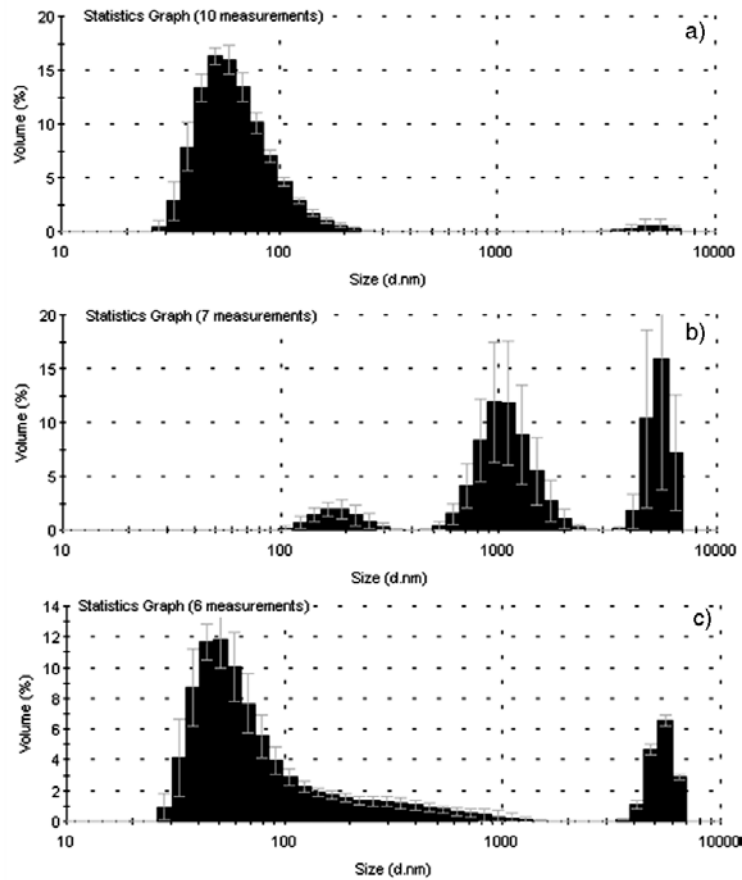 Statistics Graph (10 measurements)
a)
20
15
10
5
0
Volume (%)
10 100 1000 10000
Size (d.nm)
Statistics Graph (7 measurements)
b)
20
15
10
5
0
Volume (%)
10 100 1000 10000
Size (d.nm)
Statistics Graph (6 measurements)
c)
14
12
10
8
6
4
2
0
Volume (%)
10 100 1000 10000
Size (d.nm)